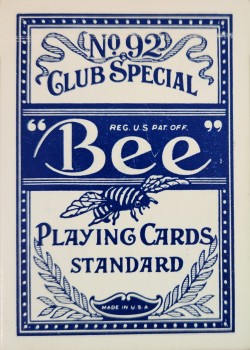 No. 92
CLUB SPECIAL
REG. U.S. PAT. OFF.
"Bee"
PLAYING CARDS
STANDARD
MADE IN U.S.A.